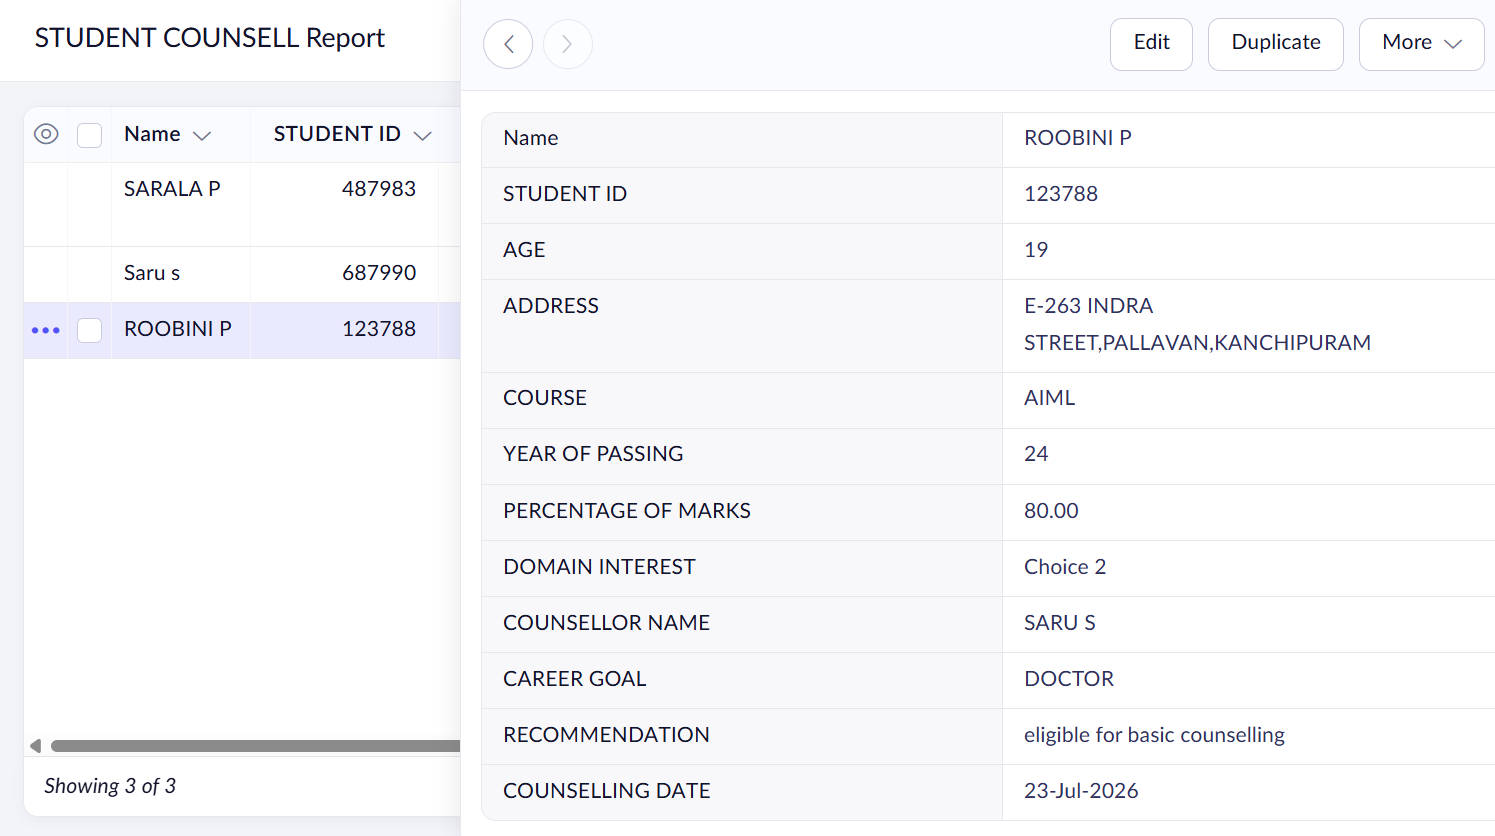 STUDENT COUNSELL Report
Edit
Duplicate
More
Name
STUDENT ID
SARALA P
487983
Saru s
687990
ROOBINI P
123788
Showing 3 of 3
Name
ROOBINI P
STUDENT ID
123788
AGE
19
ADDRESS
E-263 INDRA
STREET,PALLAVAN,KANCHIPURAM
COURSE
AIML
YEAR OF PASSING
24
PERCENTAGE OF MARKS
80.00
DOMAIN INTEREST
Choice 2
COUNSELLOR NAME
SARU S
CAREER GOAL
DOCTOR
RECOMMENDATION
eligible for basic counselling
COUNSELLING DATE
23-Jul-2026